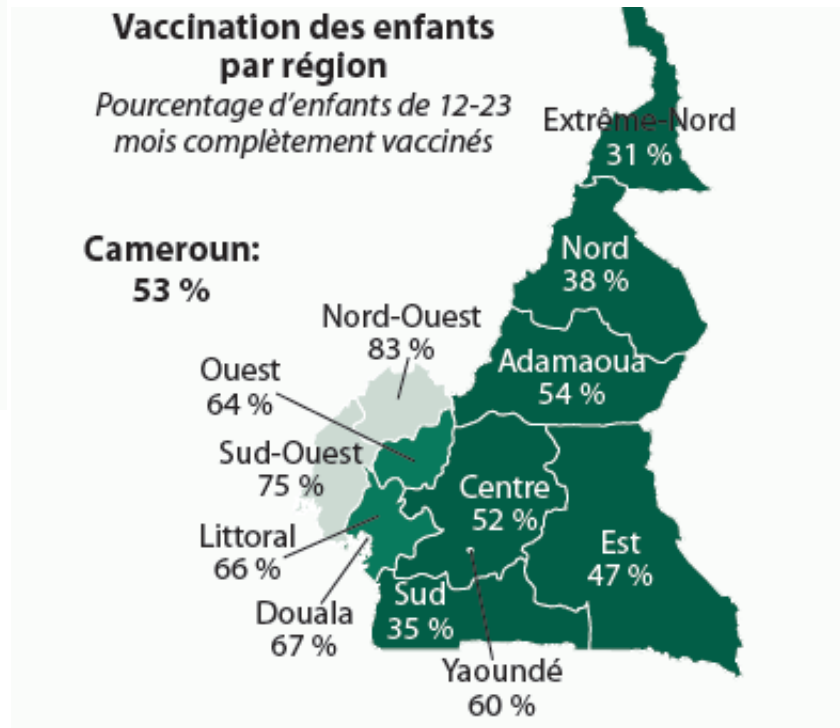 Vaccination des enfants
par région
Pourcentage d'enfants de 12-23
mois complètement vaccinés
Cameroun:
53 %
Extrême-Nord
31 %
Nord
38 %
Nord-Ouest
83 %
Adamaoua
54 %
Ouest
64 %
Sud-Ouest
75 %
Centre
52 %
Littoral
66 %
Est
47 %
Douala
67 %
Sud
35 %
Yaoundé
60 %